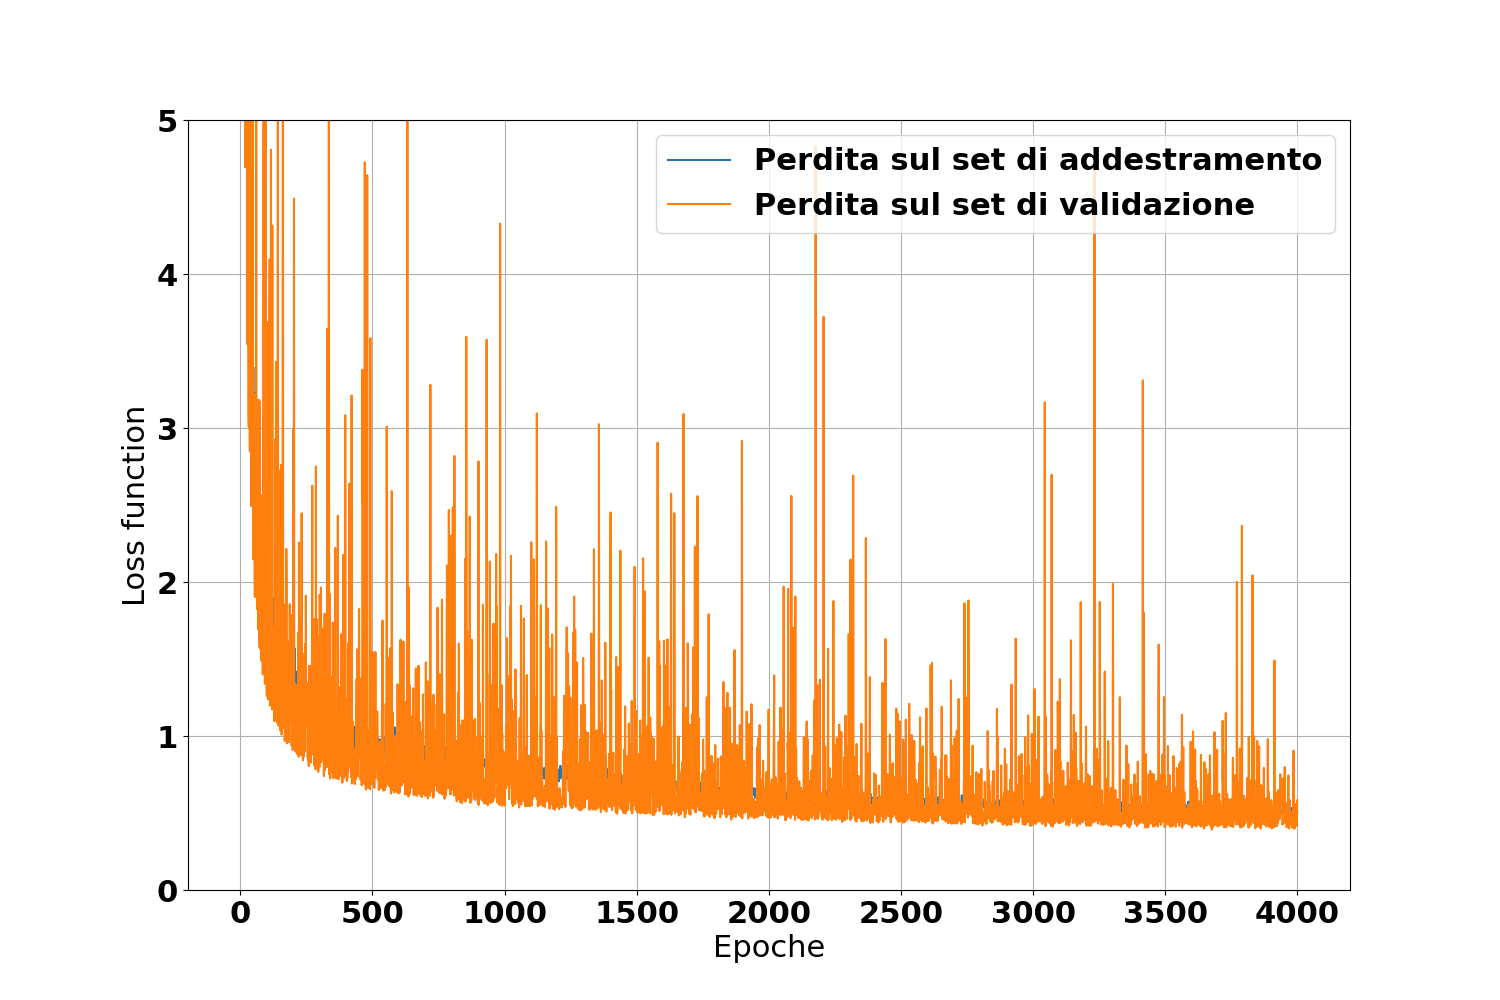 5
4
3
2
1
0
Loss function
Perdita sul set di addestramento
Perdita sul set di validazione
0 500 1000 1500 2000 2500 3000 3500 4000
Epoche